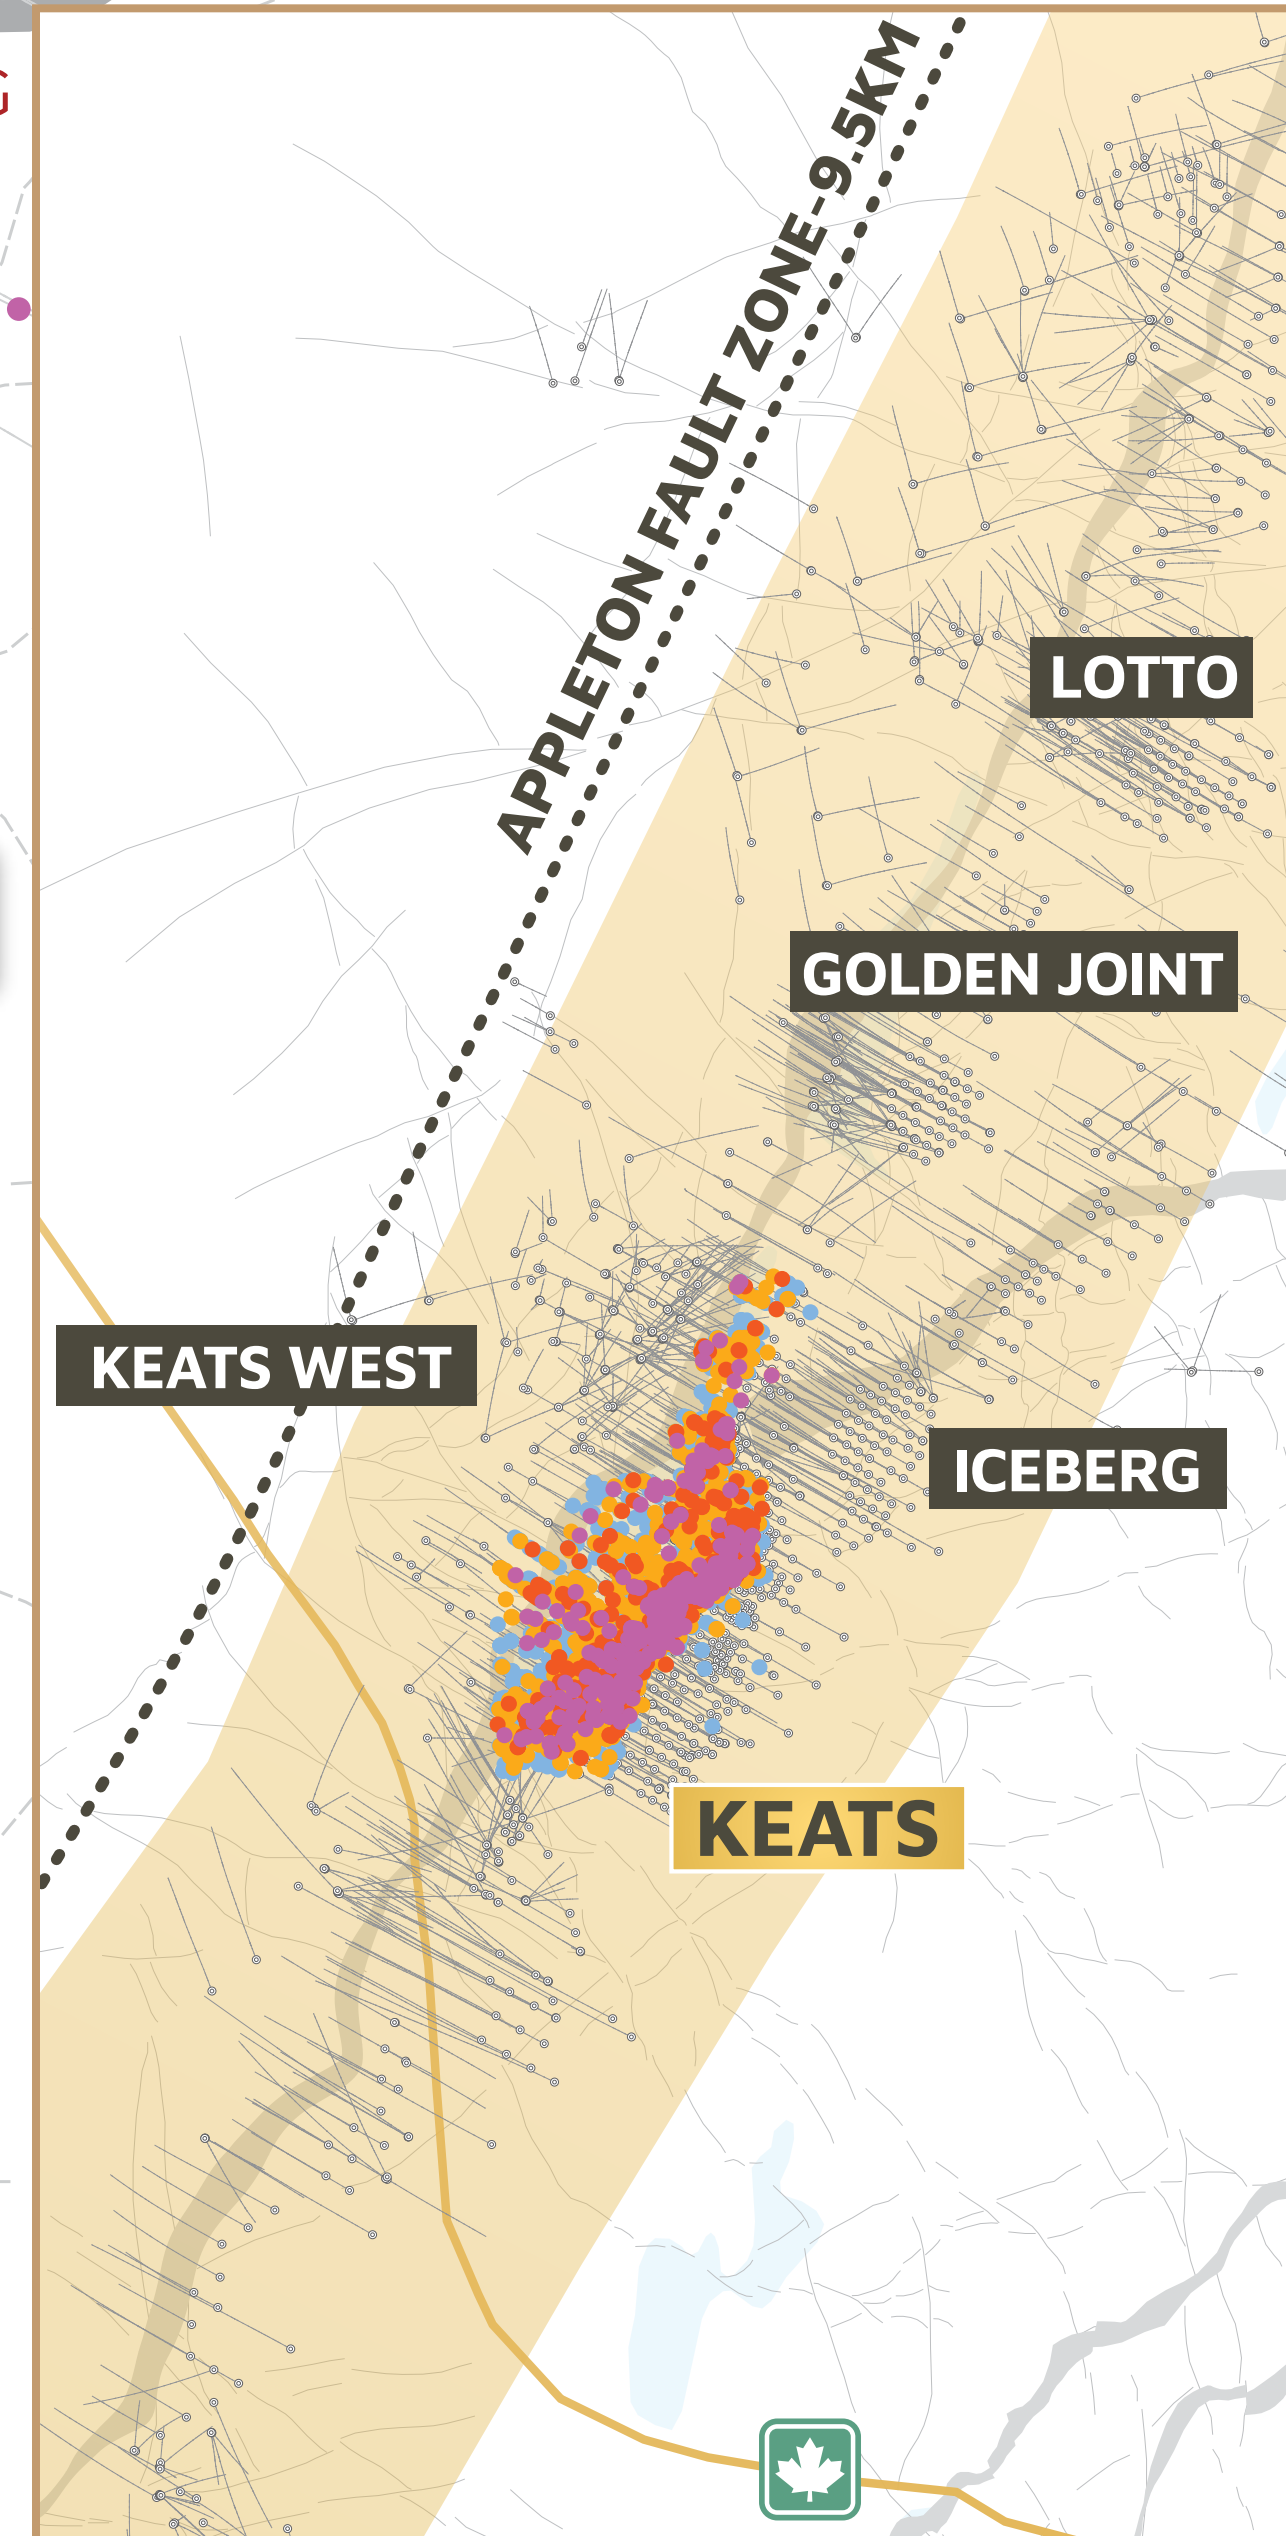 G
APPLETON FAULT ZONE-9.5KM
LOTTO
GOLDEN JOINT
KEATS WEST
ICEBERG
KEATS